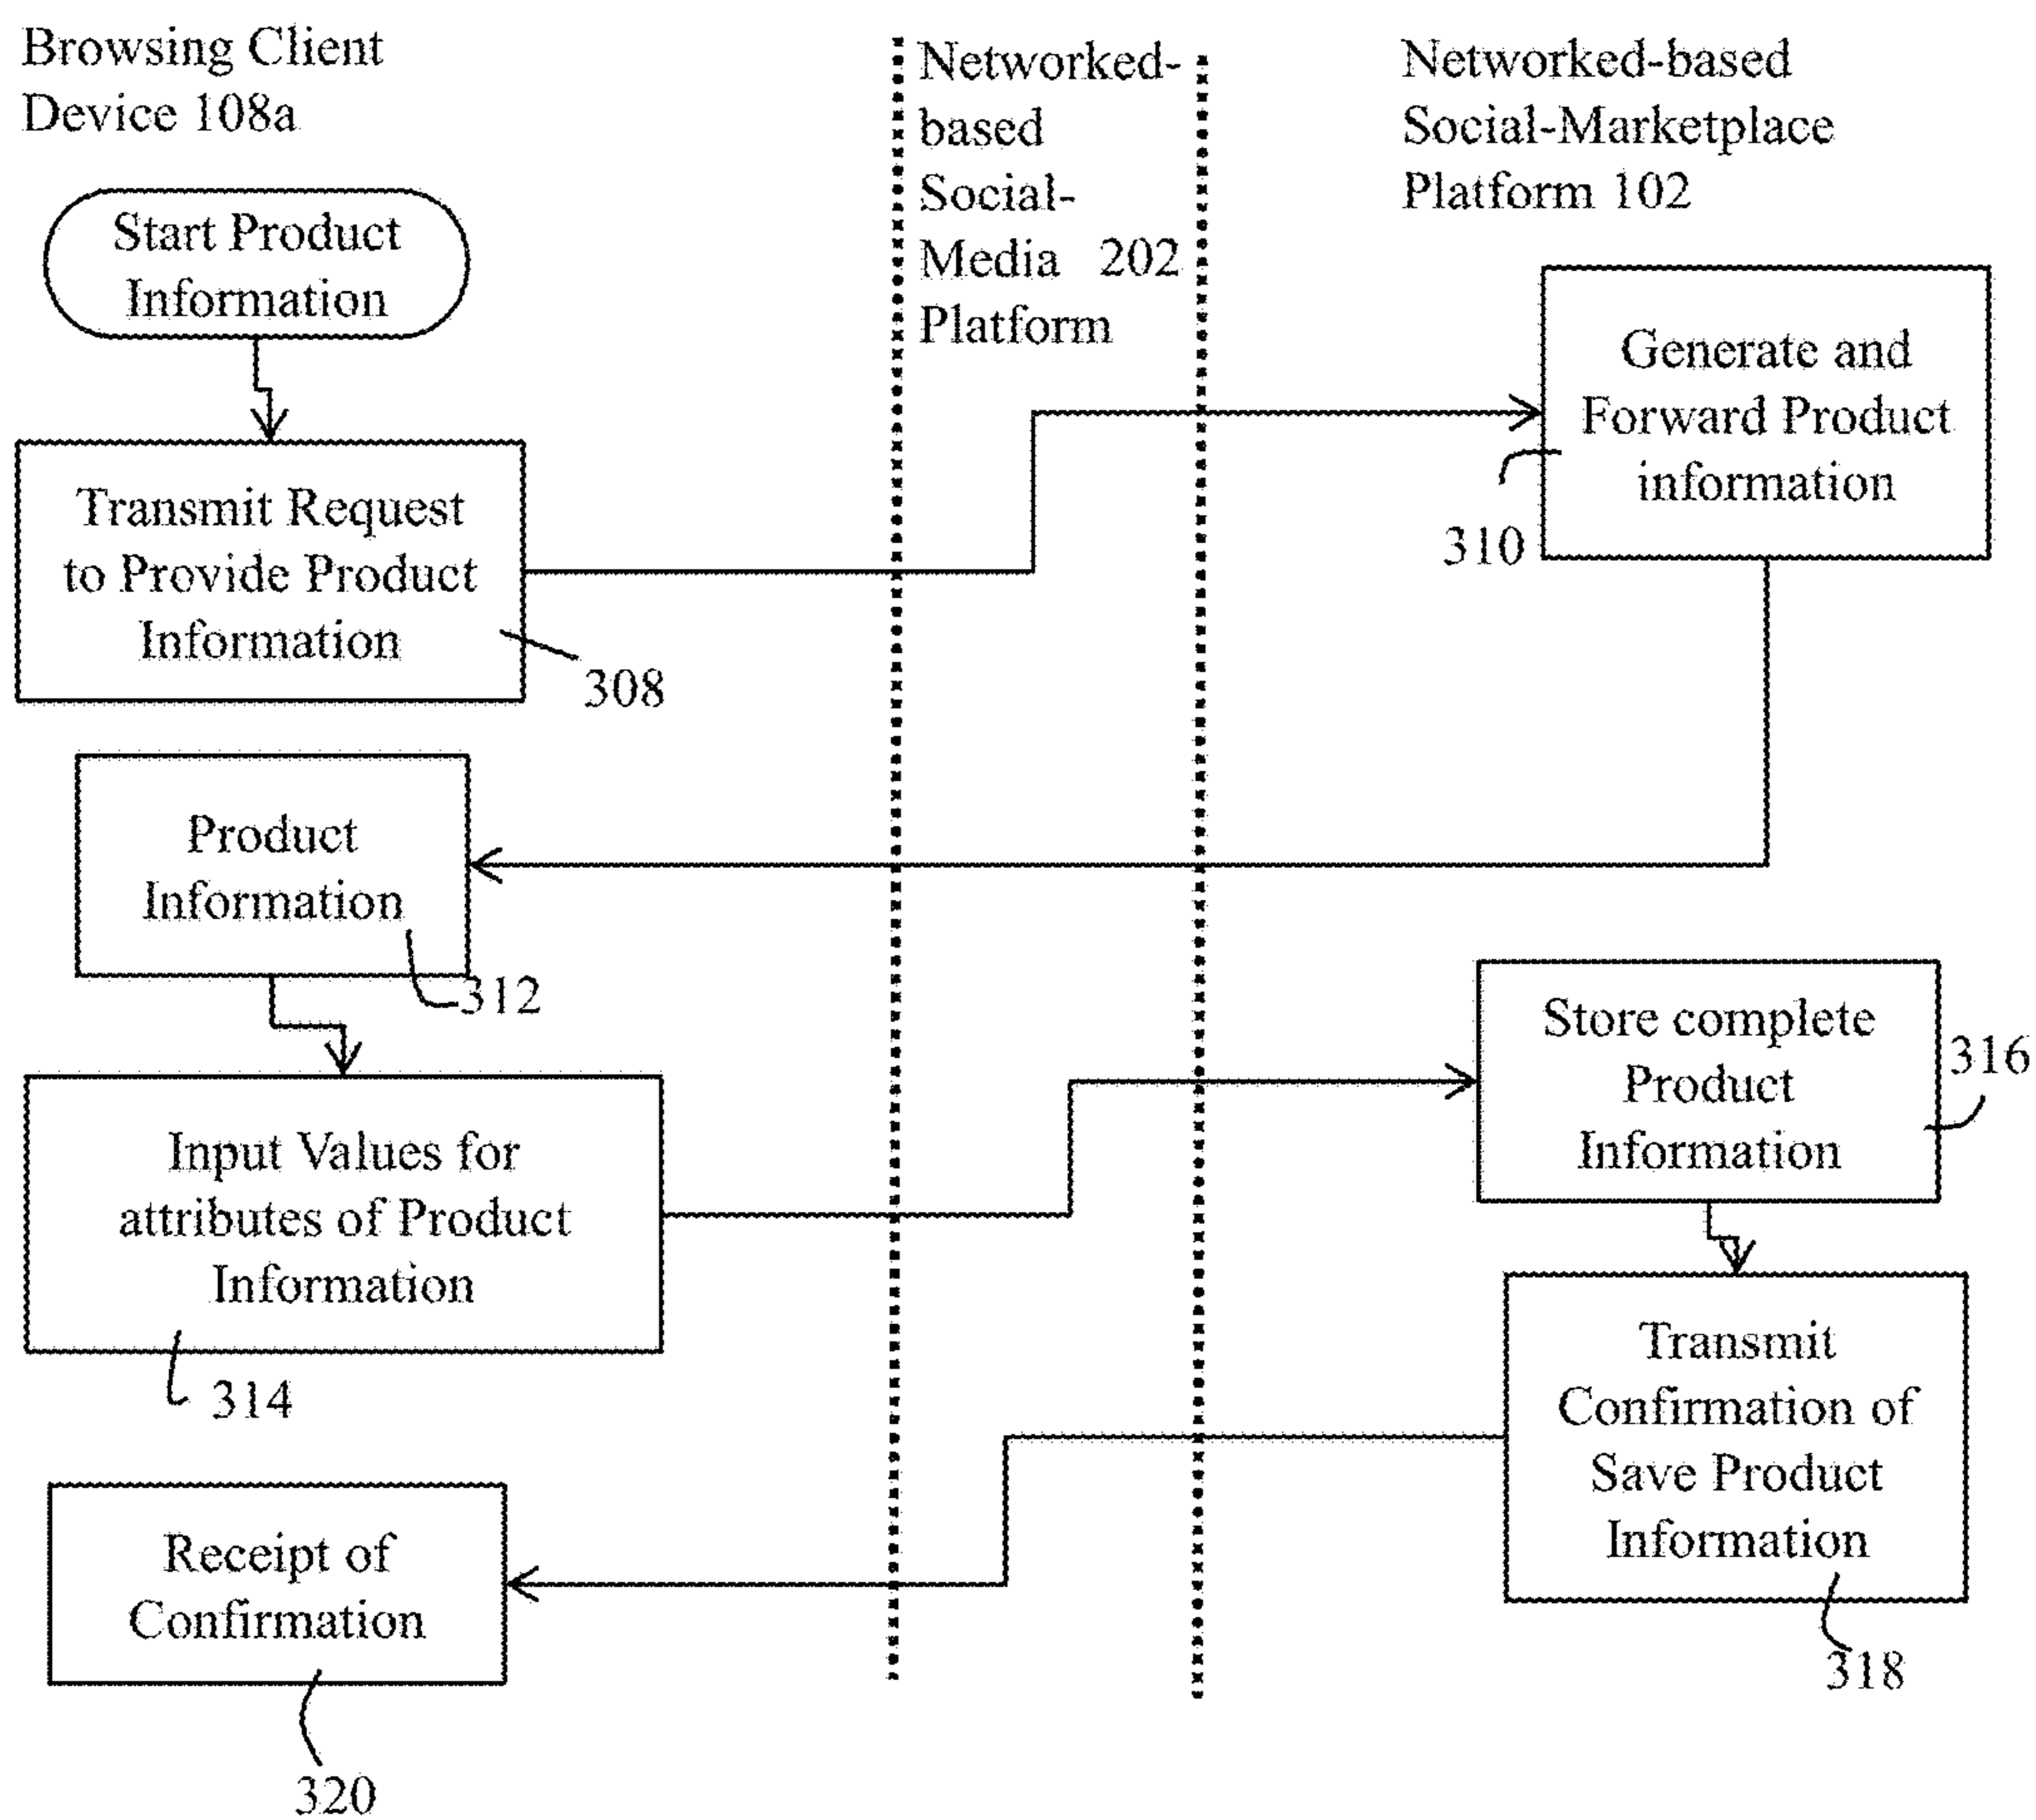 Browsing Client
Device 108a
Networked-
based
Social-
Media 202
Platform
Networked-based
Social-Marketplace
Platform 102
Start Product
Information
Transmit Request
to Provide Product
Information
308
Generate and
Forward Product
information
310
Product
Information
312
Input Values for
attributes of Product
Information
314
Store complete
Product
Information
316
Transmit
Confirmation of
Save Product
Information
318
Receipt of
Confirmation
320